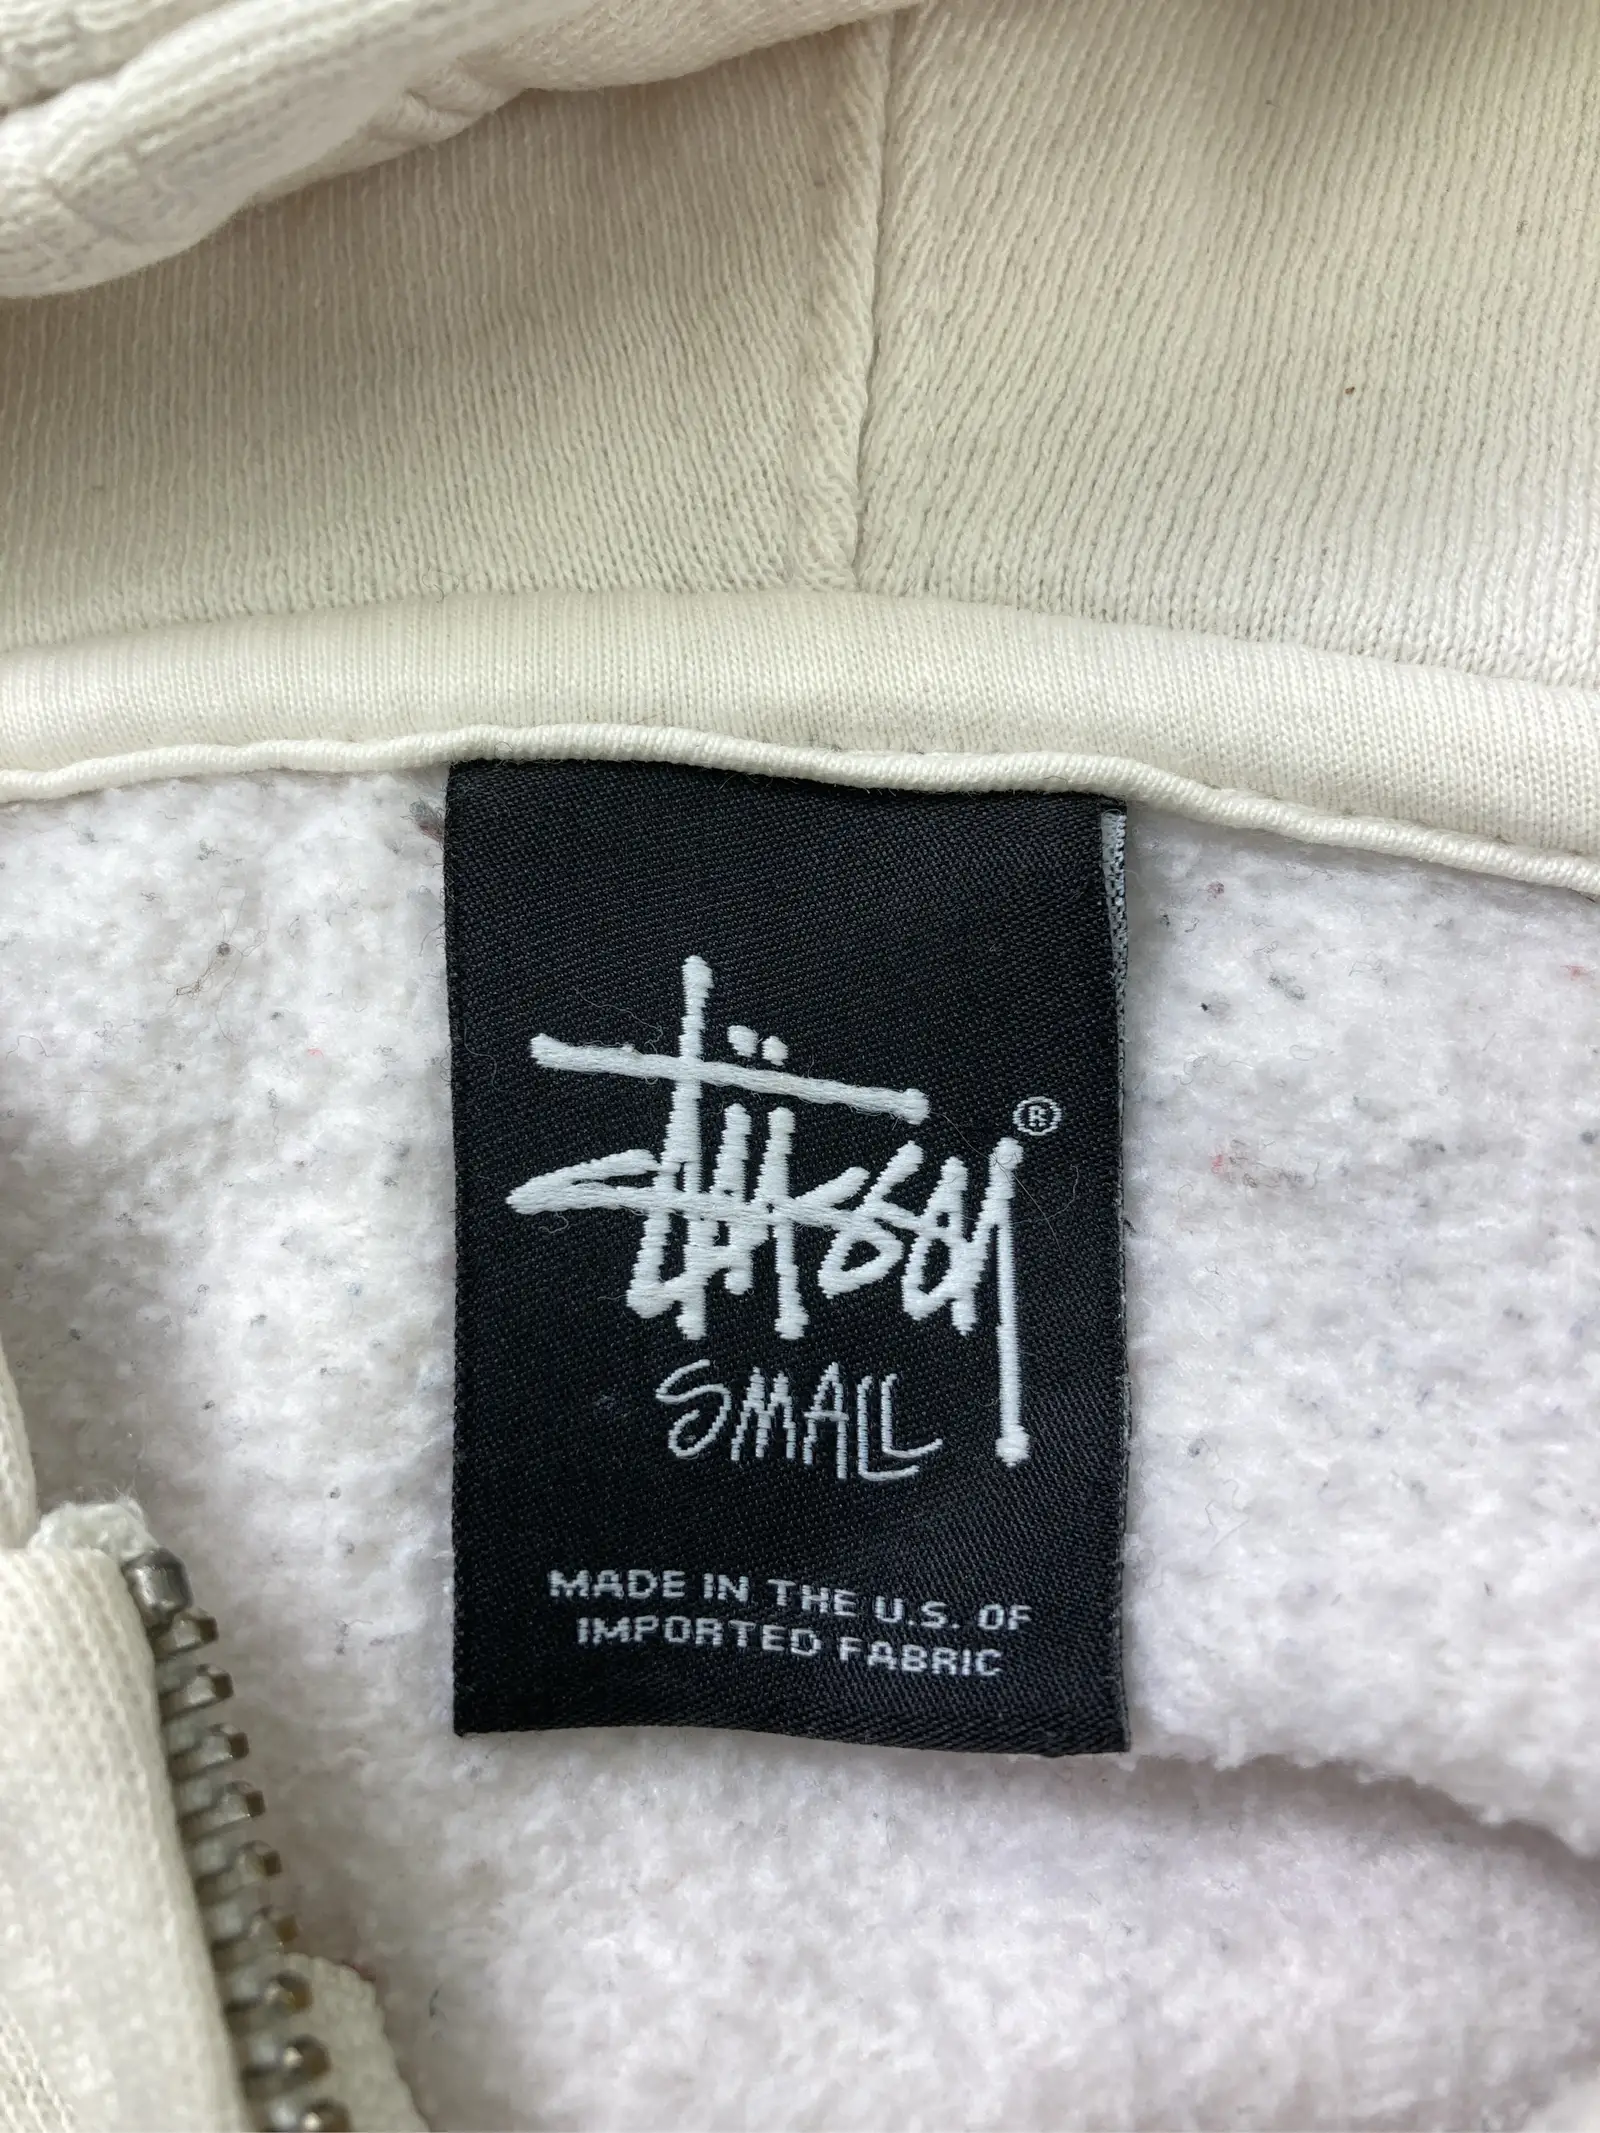 Stüssy ®
SMALL
MADE IN THE U.S. OF
IMPORTED FABRIC